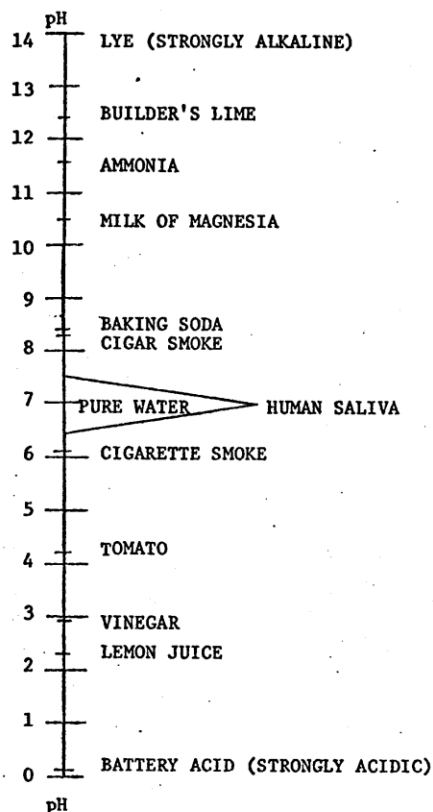 pH
14 LYE (STRONGLY ALKALINE)
13
BUILDER'S LIME
12
AMMONIA
11
MILK OF MAGNESIA
10
9
BAKING SODA
CIGAR SMOKE
8
7 PURE WATER HUMAN SALIVA
6 CIGARETTE SMOKE
5
TOMATO
4
3
VINEGAR
LEMON JUICE
2
1
BATTERY ACID (STRONGLY ACIDIC)
0
pH